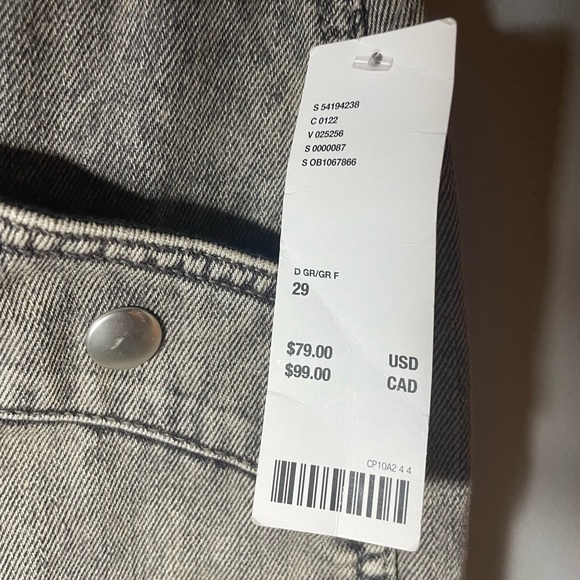 S 54194238
C 0122
V 025256
S 0000087
S OB1067866
D GR/GR F
29
$79.00 USD
$99.00 CAD
CP10A2 4 4